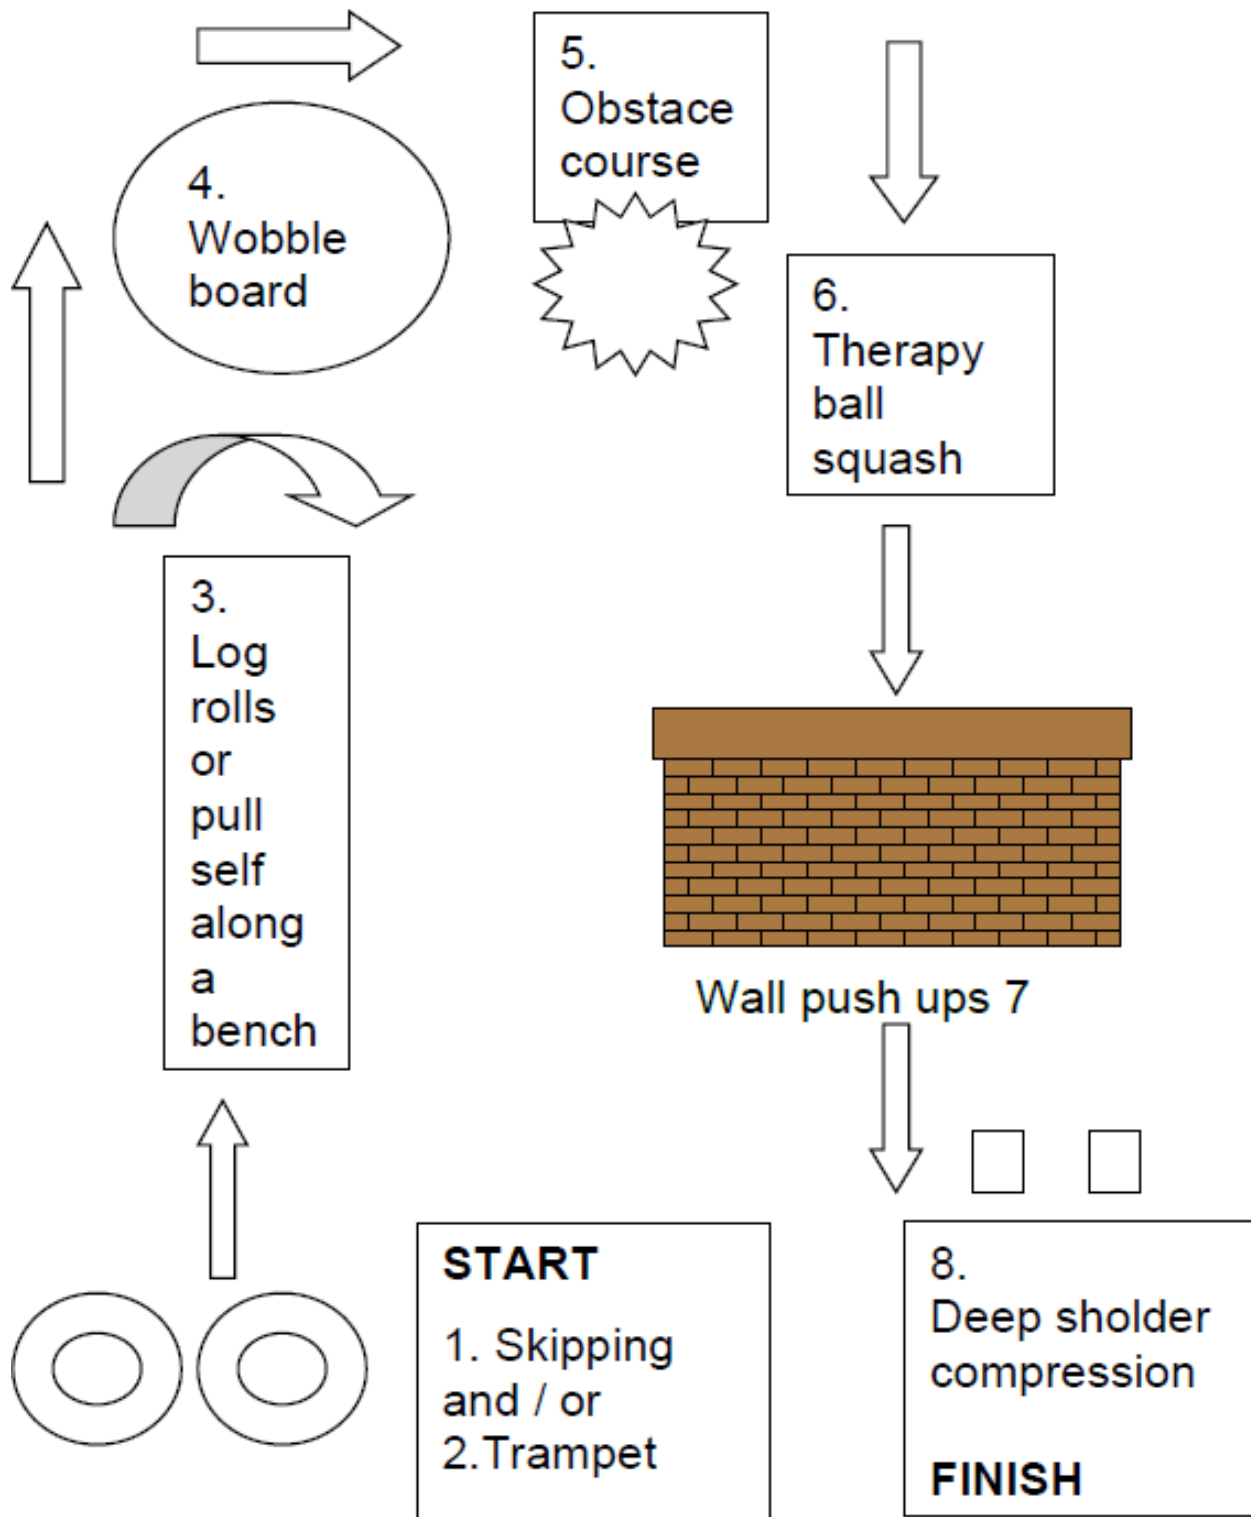 START
1. Skipping
and / or
2.Trampet
3.
Log
rolls
or
pull
self
along
a
bench
4.
Wobble
board
5.
Obstace
course
6.
Therapy
ball
squash
Wall push ups 7
8.
Deep sholder
compression
FINISH